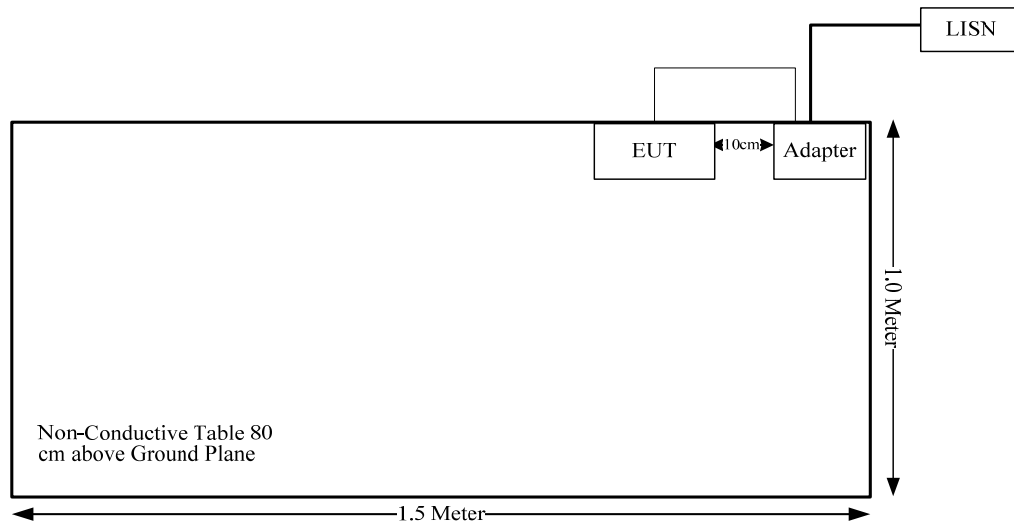 LISN
EUT
10cm
Adapter
1.0 Meter
Non-Conductive Table 80
cm above Ground Plane
1.5 Meter